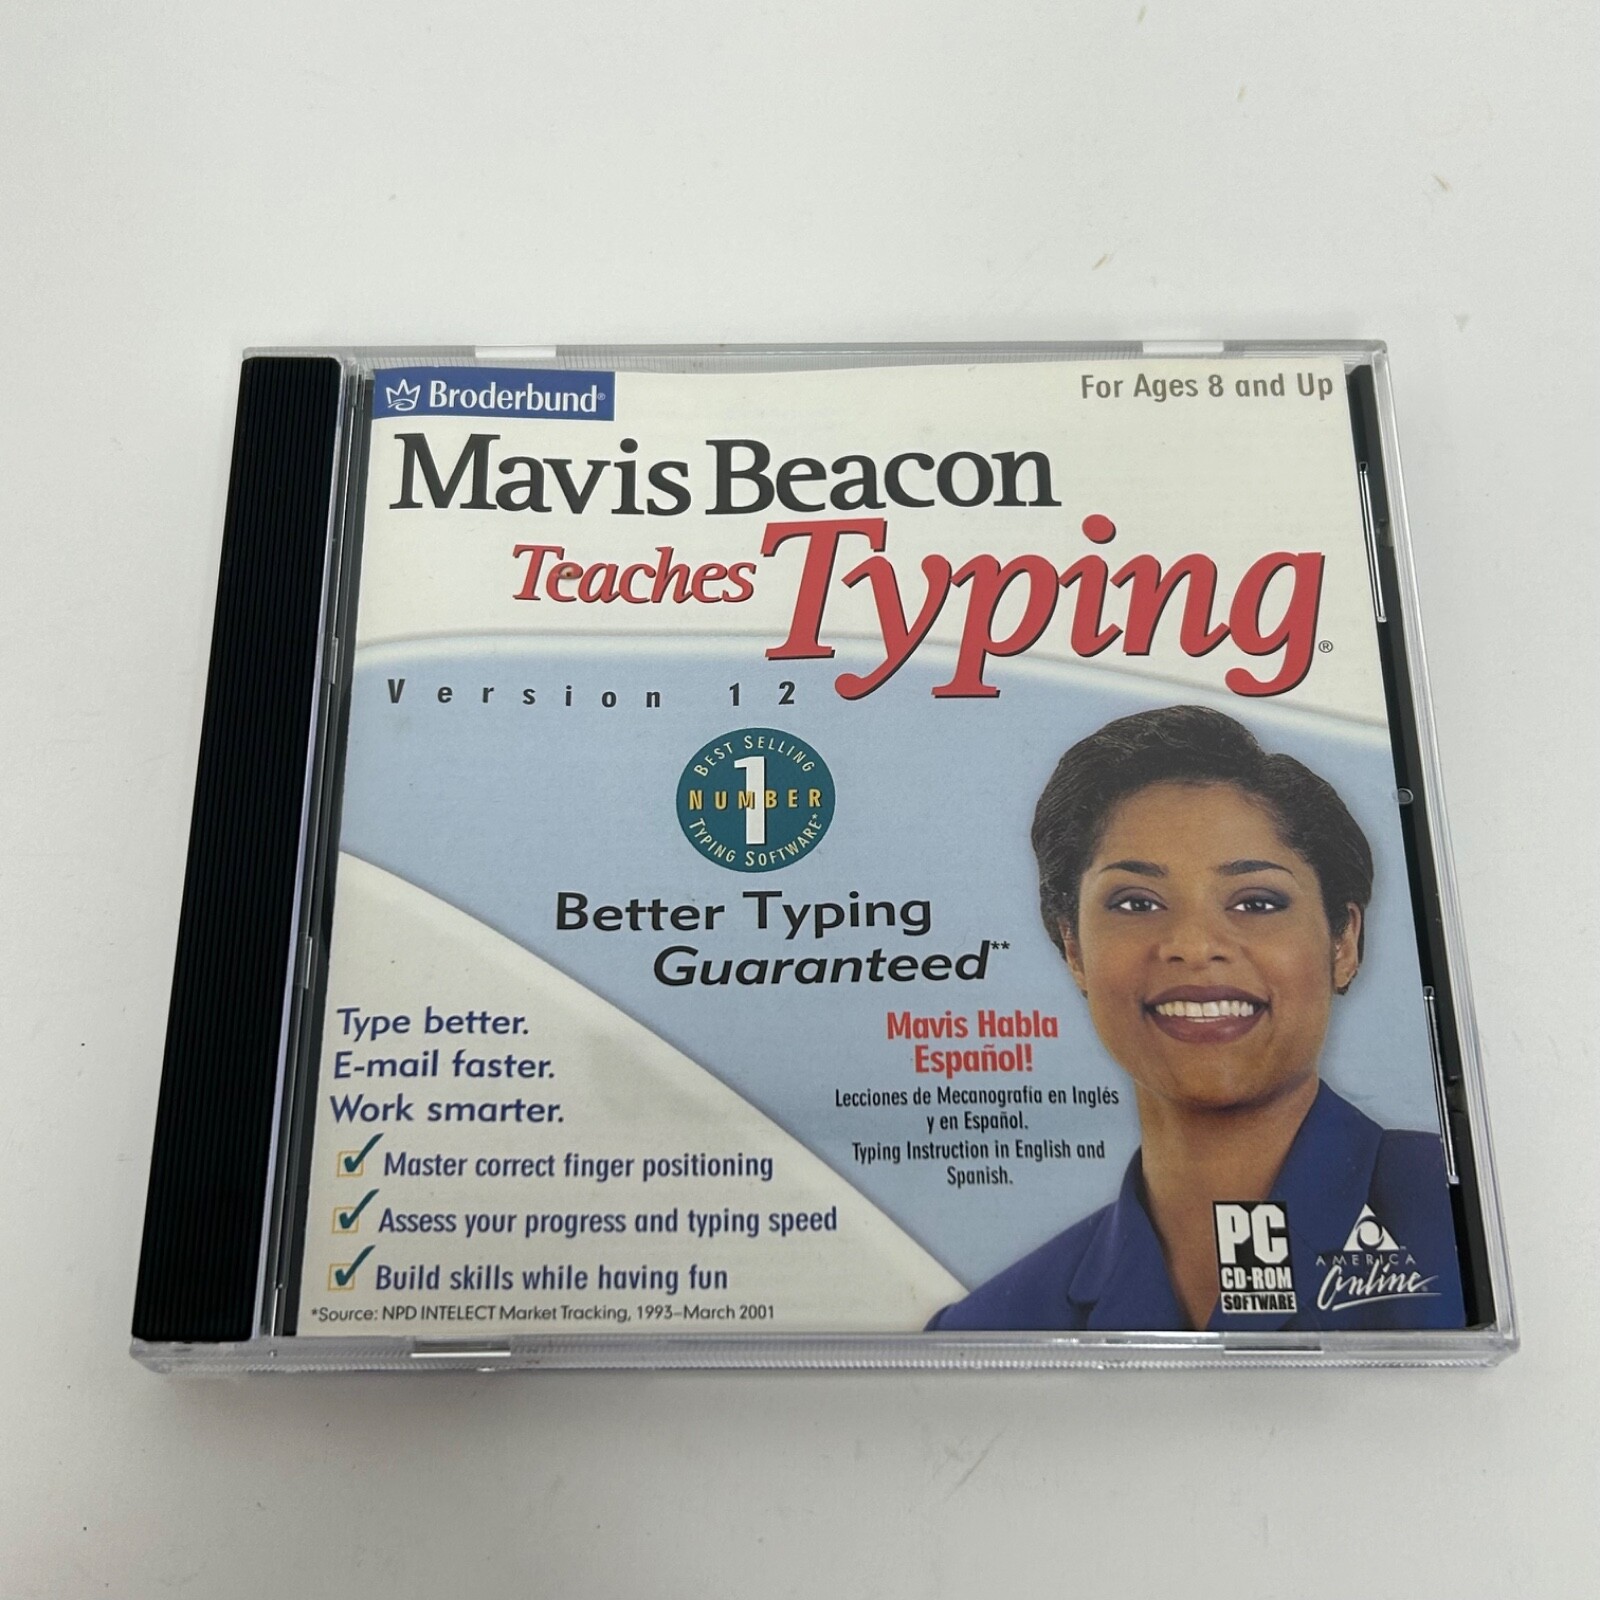 Broderbund®
For Ages 8 and Up
Mavis Beacon
Teaches Typing®
Version 12
BEST SELLING
NUMBER 1
TYPING SOFTWARE*
Better Typing
Guaranteed**
Mavis Habla
Español!
Lecciones de Mecanografía en Inglés
y en Español.
Typing Instruction in English and
Spanish.
Type better.
E-mail faster.
Work smarter.
Master correct finger positioning
Assess your progress and typing speed
Build skills while having fun
*Source: NPD INTELECT Market Tracking, 1993–March 2001
PC
CD-ROM
SOFTWARE
AMERICA
Online®